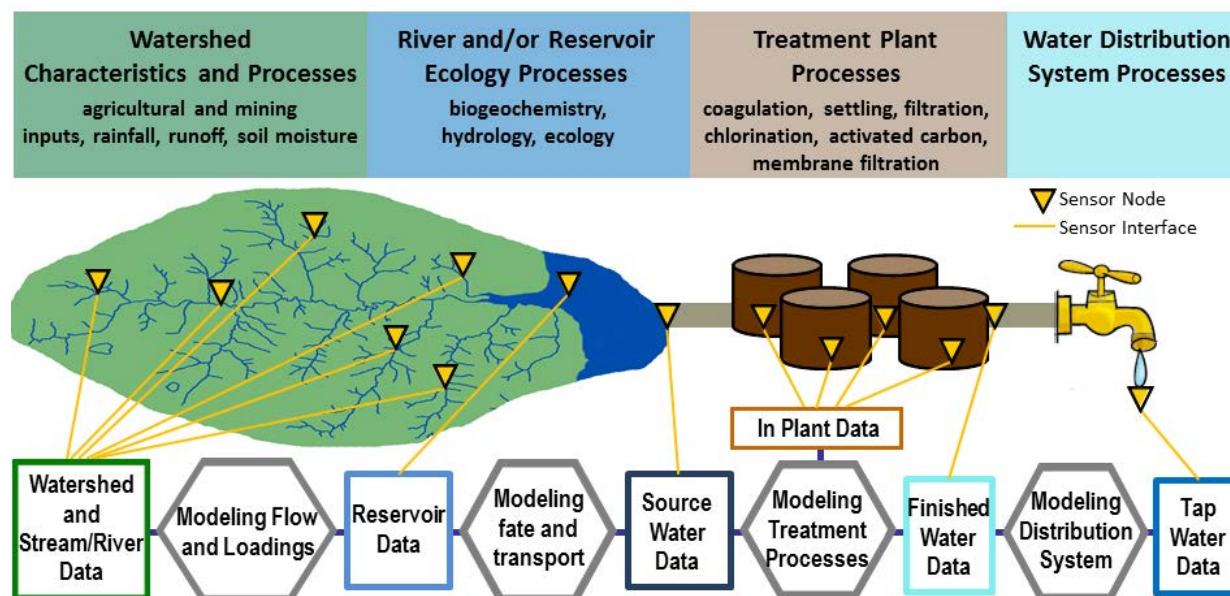 Watershed
Characteristics and Processes
agricultural and mining
inputs, rainfall, runoff, soil moisture
River and/or Reservoir
Ecology Processes
biogeochemistry,
hydrology, ecology
Treatment Plant
Processes
coagulation, settling, filtration,
chlorination, activated carbon,
membrane filtration
Water Distribution
System Processes
Sensor Node
Sensor Interface
In Plant Data
Watershed
and
Stream/River
Data
Modeling Flow
and Loadings
Reservoir
Data
Modeling
fate and
transport
Source
Water
Data
Modeling
Treatment
Processes
Finished
Water
Data
Modeling
Distribution
System
Tap
Water
Data